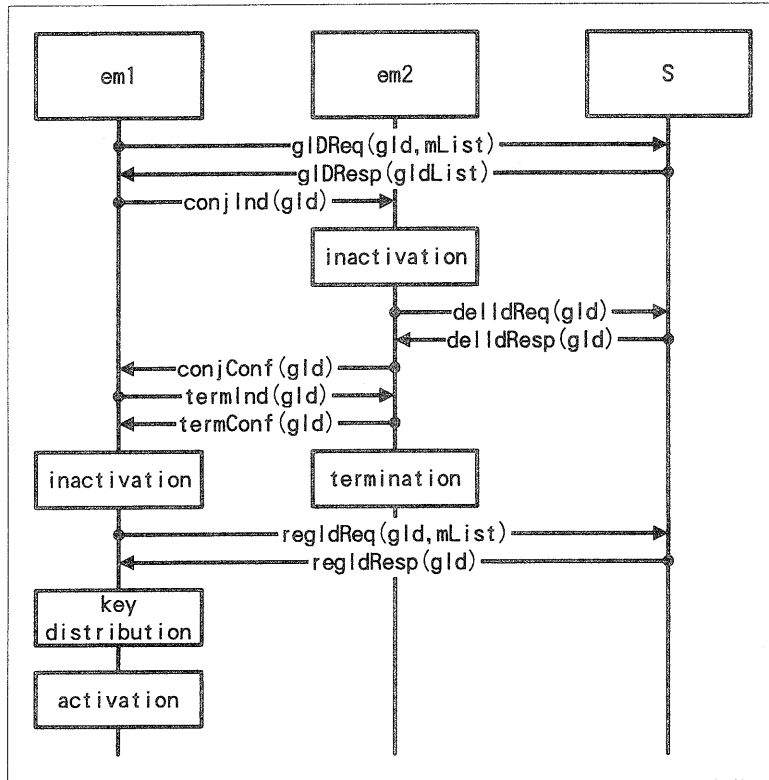 em1
em2
S
gIDReq(gId,mList)
gIDResp(gIdList)
conjInd(gId)
inactivation
delIdReq(gId)
delIdResp(gId)
conjConf(gId)
termInd(gId)
termConf(gId)
inactivation
termination
regIdReq(gId,mList)
regIdResp(gId)
key
distribution
activation